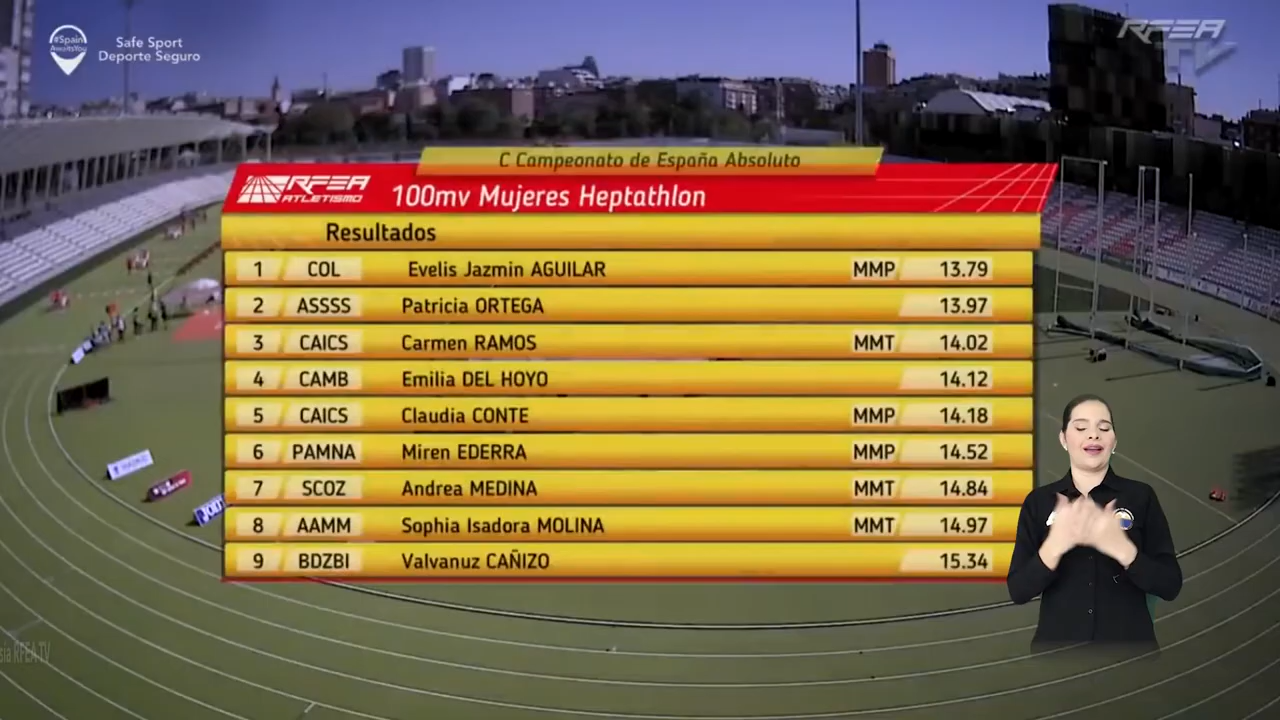 #Spain
AwaitsYou
Safe Sport
Deporte Seguro
RFEA
TV
C Campeonato de España Absoluto
RFEA
ATLETISMO
100mv Mujeres Heptathlon
Resultados
1 COL Evelis Jazmin AGUILAR MMP 13.79
2 ASSSS Patricia ORTEGA 13.97
3 CAICS Carmen RAMOS MMT 14.02
4 CAMB Emilia DEL HOYO 14.12
5 CAICS Claudia CONTE MMP 14.18
6 PAMNA Miren EDERRA MMP 14.52
7 SCOZ Andrea MEDINA MMT 14.84
8 AAMM Sophia Isadora MOLINA MMT 14.97
9 BDZBI Valvanuz CAÑIZO 15.34
RFEA TV